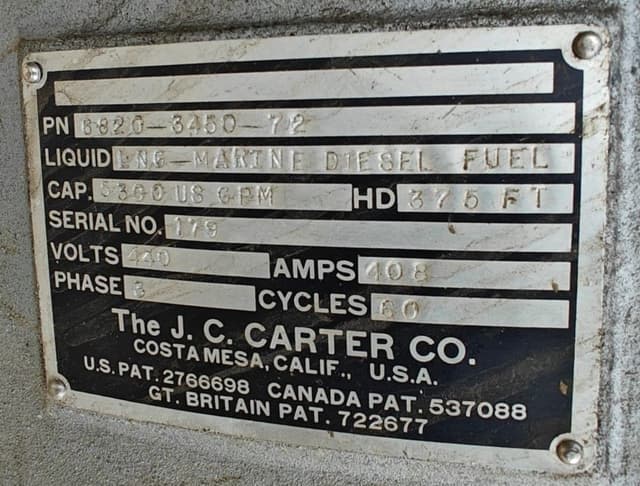 PN 6820-3450-72
LIQUID LNG-MARINE DIESEL FUEL
CAP. 5300 US GPM HD 375 FT
SERIAL NO. 179
VOLTS 440 AMPS 408
PHASE 3 CYCLES 60
The J. C. CARTER CO.
COSTA MESA, CALIF., U.S.A.
U.S. PAT. 2766698 CANADA PAT. 537088
GT. BRITAIN PAT. 722677